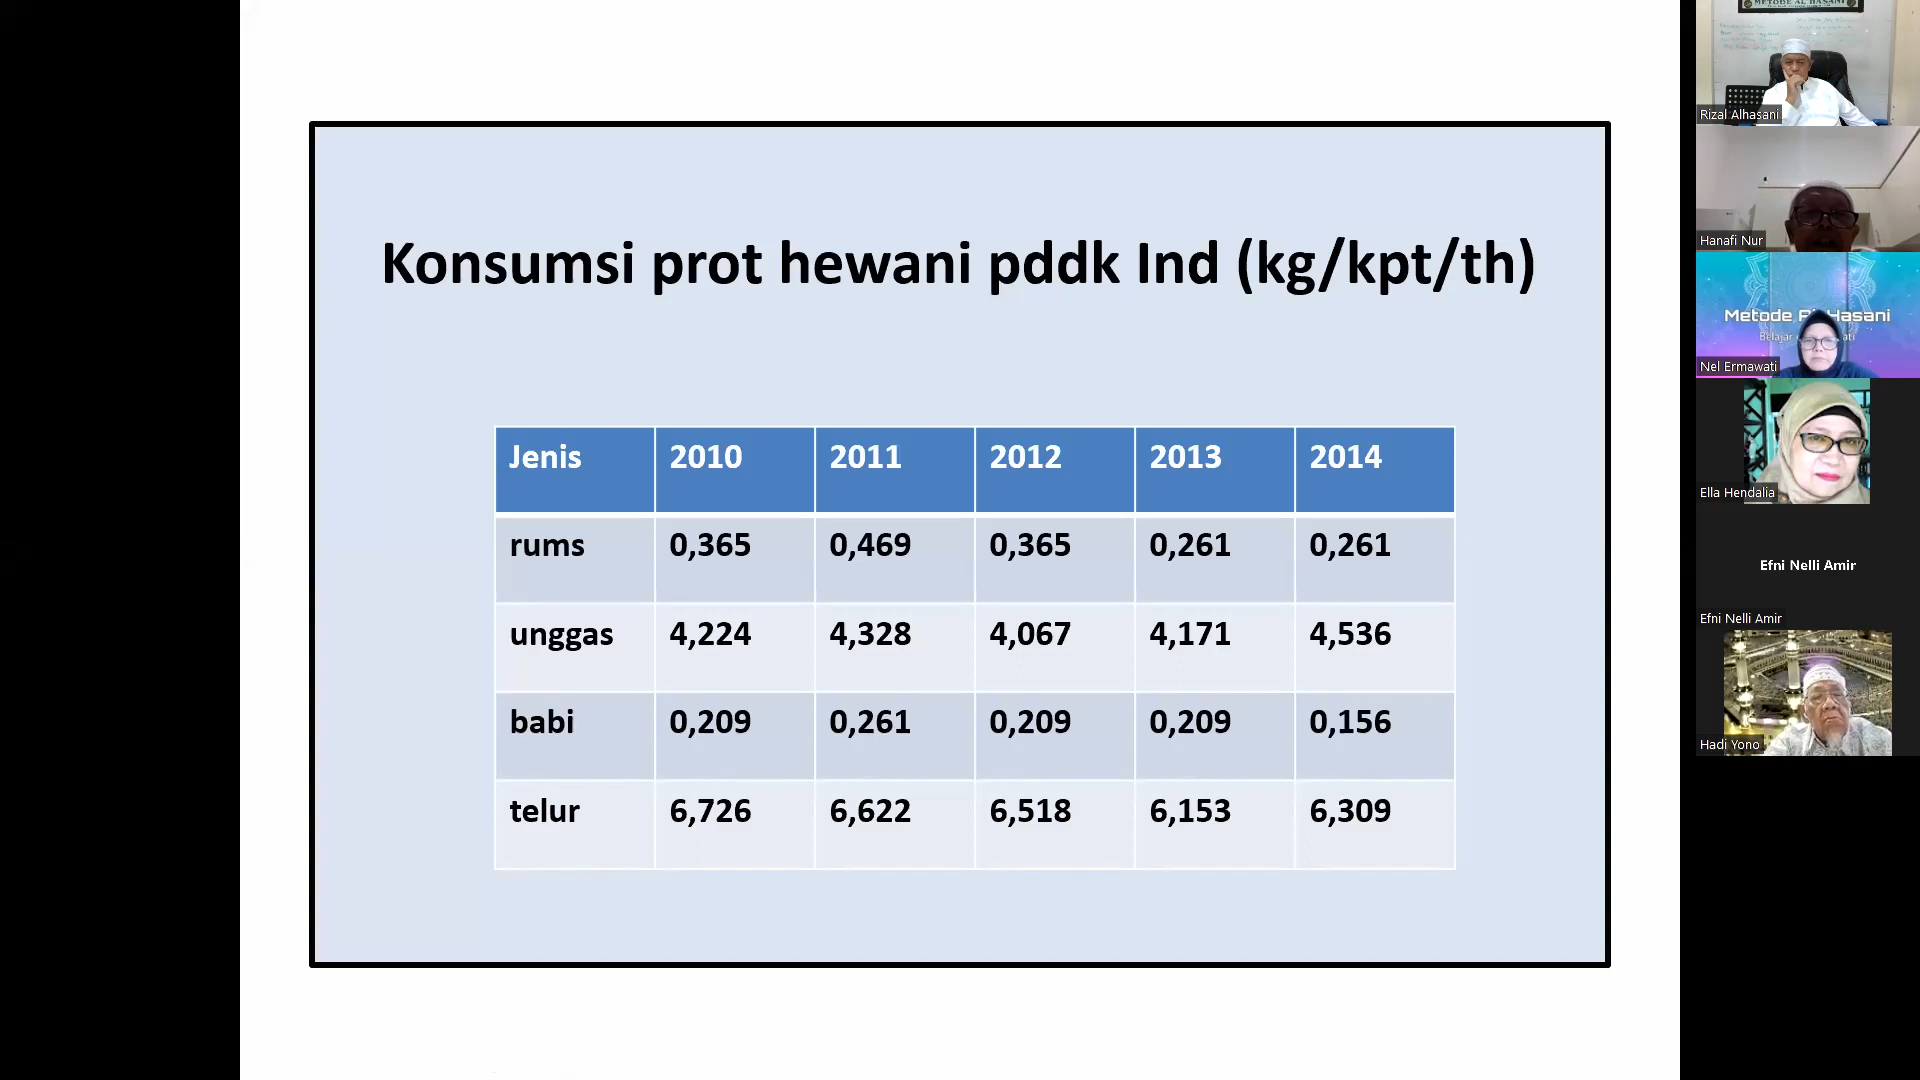 Konsumsi prot hewani pddk Ind (kg/kpt/th)
Jenis 2010 2011 2012 2013 2014
rums 0,365 0,469 0,365 0,261 0,261
unggas 4,224 4,328 4,067 4,171 4,536
babi 0,209 0,261 0,209 0,209 0,156
telur 6,726 6,622 6,518 6,153 6,309
METODE AL HASANI
Rizal Alhasani
Hanafi Nur
Metode Al Hasani
Belajar
Nel Ermawati
Ella Hendalia
Efni Nelli Amir
Efni Nelli Amir
Hadi Yono